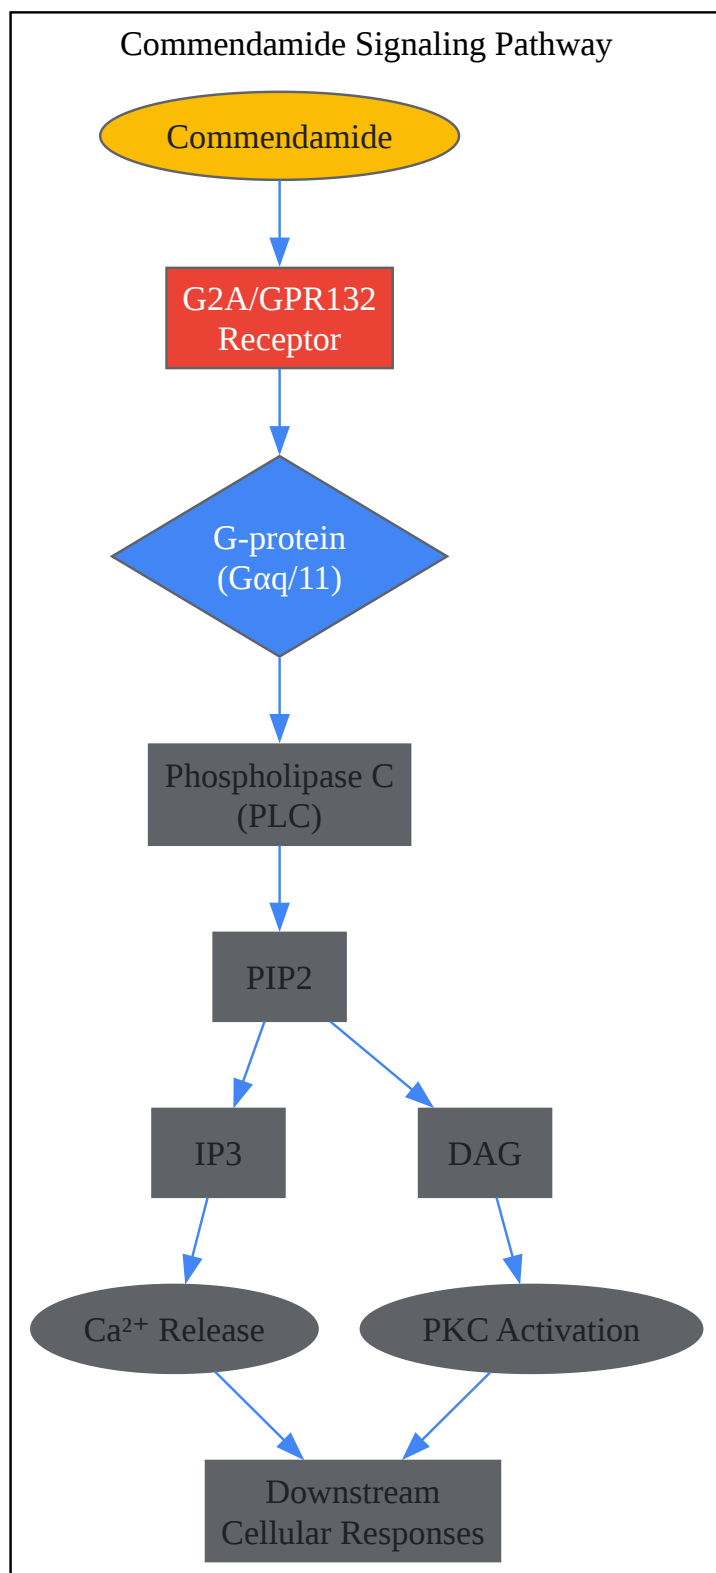 Commendamide Signaling Pathway
Commendamide
G2A/GPR132
Receptor
G-protein
(Gαq/11)
Phospholipase C
(PLC)
PIP2
IP3
DAG
Ca²⁺ Release
PKC Activation
Downstream
Cellular Responses